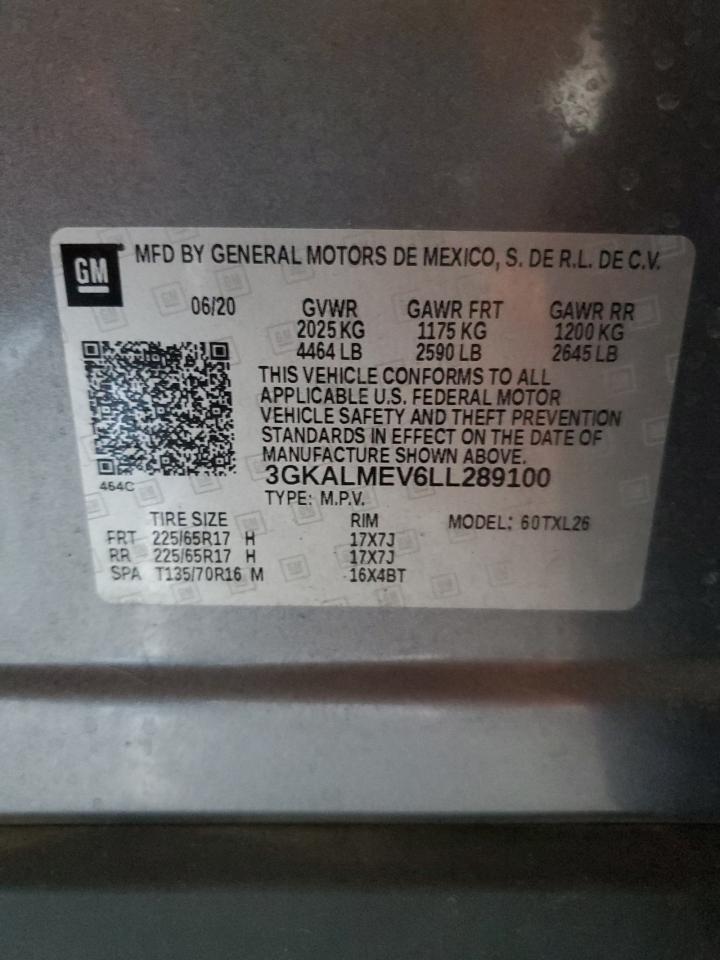 GM
MFD BY GENERAL MOTORS DE MEXICO, S. DE R.L. DE C.V.
06/20 GVWR GAWR FRT GAWR RR
2025 KG 1175 KG 1200 KG
4464 LB 2590 LB 2645 LB
THIS VEHICLE CONFORMS TO ALL
APPLICABLE U.S. FEDERAL MOTOR
VEHICLE SAFETY AND THEFT PREVENTION
STANDARDS IN EFFECT ON THE DATE OF
MANUFACTURE SHOWN ABOVE.
464C
3GKALMEV6LL289100
TYPE: M.P.V.
TIRE SIZE RIM MODEL: 60TXL26
FRT 225/65R17 H 17X7J
RR 225/65R17 H 17X7J
SPA T135/70R16 M 16X4BT